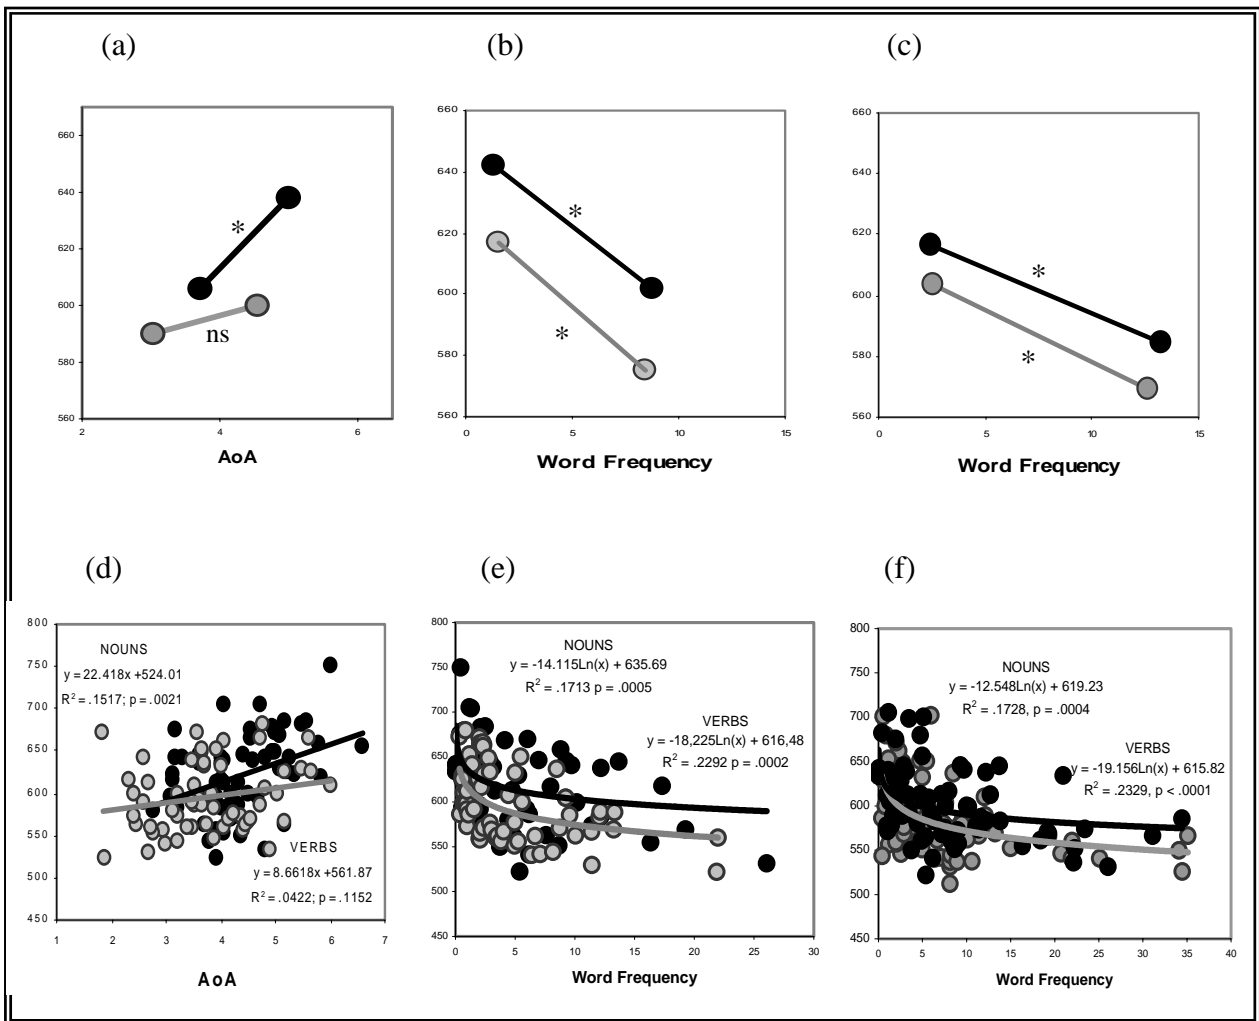 (a)
(b)
(c)
660
640
620
600
580
560
*
ns
2
4
6
AoA
660
640
620
600
580
560
*
*
0
5
10
15
Word Frequency
660
640
620
600
580
560
*
*
0
5
10
15
Word Frequency
(d)
(e)
(f)
800
750
700
650
600
550
500
450
NOUNS
y = 22.418x +524.01
R² = .1517; p = .0021
VERBS
y = 8.6618x +561.87
R² = .0422; p = .1152
1
2
3
4
5
6
7
AoA
800
750
700
650
600
550
500
450
NOUNS
y = -14.115Ln(x) + 635.69
R² = .1713 p = .0005
VERBS
y = -18,225Ln(x) + 616,48
R² = .2292 p = .0002
0
5
10
15
20
25
30
Word Frequency
800
750
700
650
600
550
500
450
NOUNS
y = -12.548Ln(x) + 619.23
R² = .1728, p = .0004
VERBS
y = -19.156Ln(x) + 615.82
R² = .2329, p < .0001
0
5
10
15
20
25
30
35
40
Word Frequency